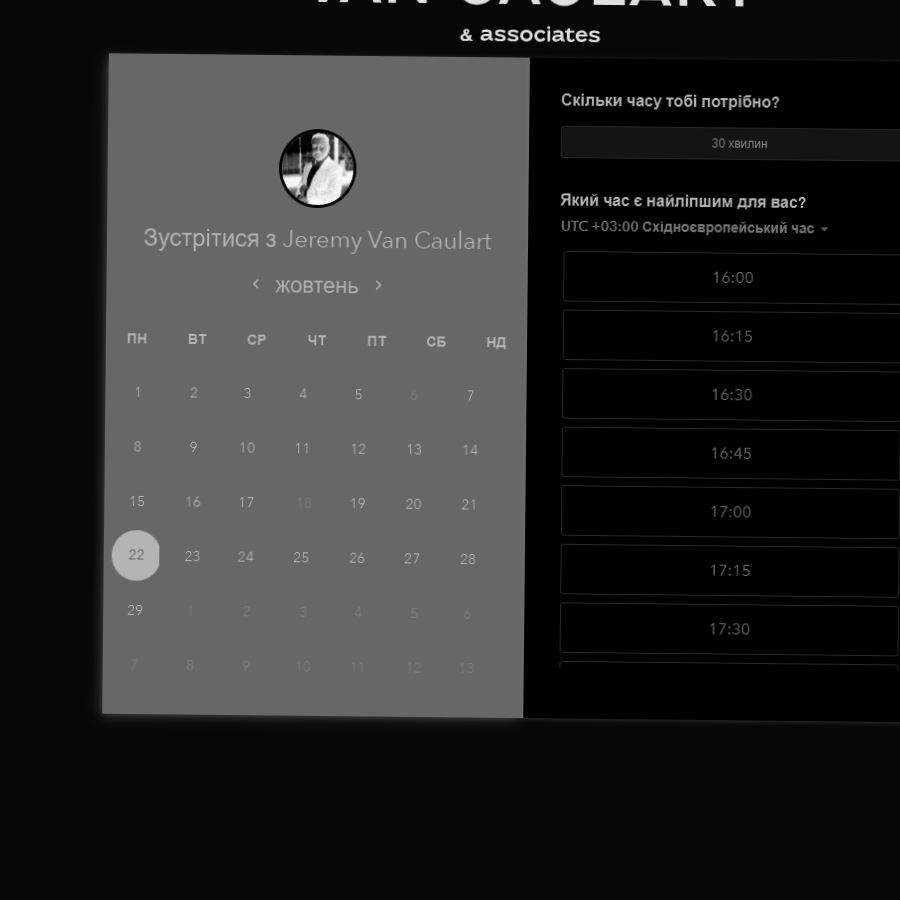 VAN CAULART
& associates
Зустрітися з Jeremy Van Caulart
жовтень
ПН ВТ СР ЧТ ПТ СБ НД
1 2 3 4 5 6 7
8 9 10 11 12 13 14
15 16 17 18 19 20 21
22 23 24 25 26 27 28
29 1 2 3 4 5 6
7 8 9 10 11 12 13
Скільки часу тобі потрібно?
30 хвилин
Який час є найліпшим для вас?
UTC +03:00 Східноєвропейський час
16:00
16:15
16:30
16:45
17:00
17:15
17:30